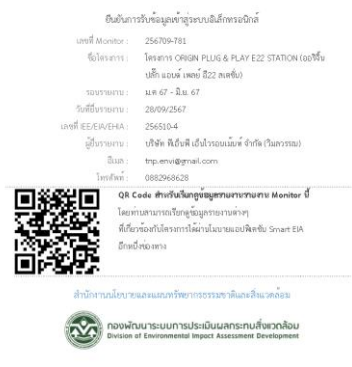 ยืนยันการรับข้อมูลเข้าสู่ระบบอิเล็กทรอนิกส์
เลขที่ Monitor : 256709-781
ชื่อโครงการ : โครงการ ORIGIN PLUG & PLAY E22 STATION (ออริจิ้น ปลั๊ก แอนด์ เพลย์ อี22 สเตชั่น)
รอบรายงาน : ม.ค 67 - มิ.ย. 67
วันที่ยื่นรายงาน : 28/09/2567
เลขที่ IEE/EIA/EHIA : 256510-4
ผู้ยื่นรายงาน : บริษัท ทีเอ็นพี เอ็นไวรอนเม้นต์ จำกัด (วิมลวรรณ)
อีเมล : tnp.envi@gmail.com
โทรศัพท์ : 0882968628
QR Code สำหรับเรียกดูข้อมูลรายงานรายงาน Monitor นี้
โดยท่านสามารถเรียกดูข้อมูลรายงานต่างๆ
ที่เกี่ยวข้องกับโครงการได้ผ่านโมบายแอปพิเคชัน Smart EIA
อีกหนึ่งช่องทาง
สำนักงานนโยบายและแผนทรัพยากรธรรมชาติและสิ่งแวดล้อม
กองพัฒนาระบบการประเมินผลกระทบสิ่งแวดล้อม
Division of Environmental Impact Assessment Development